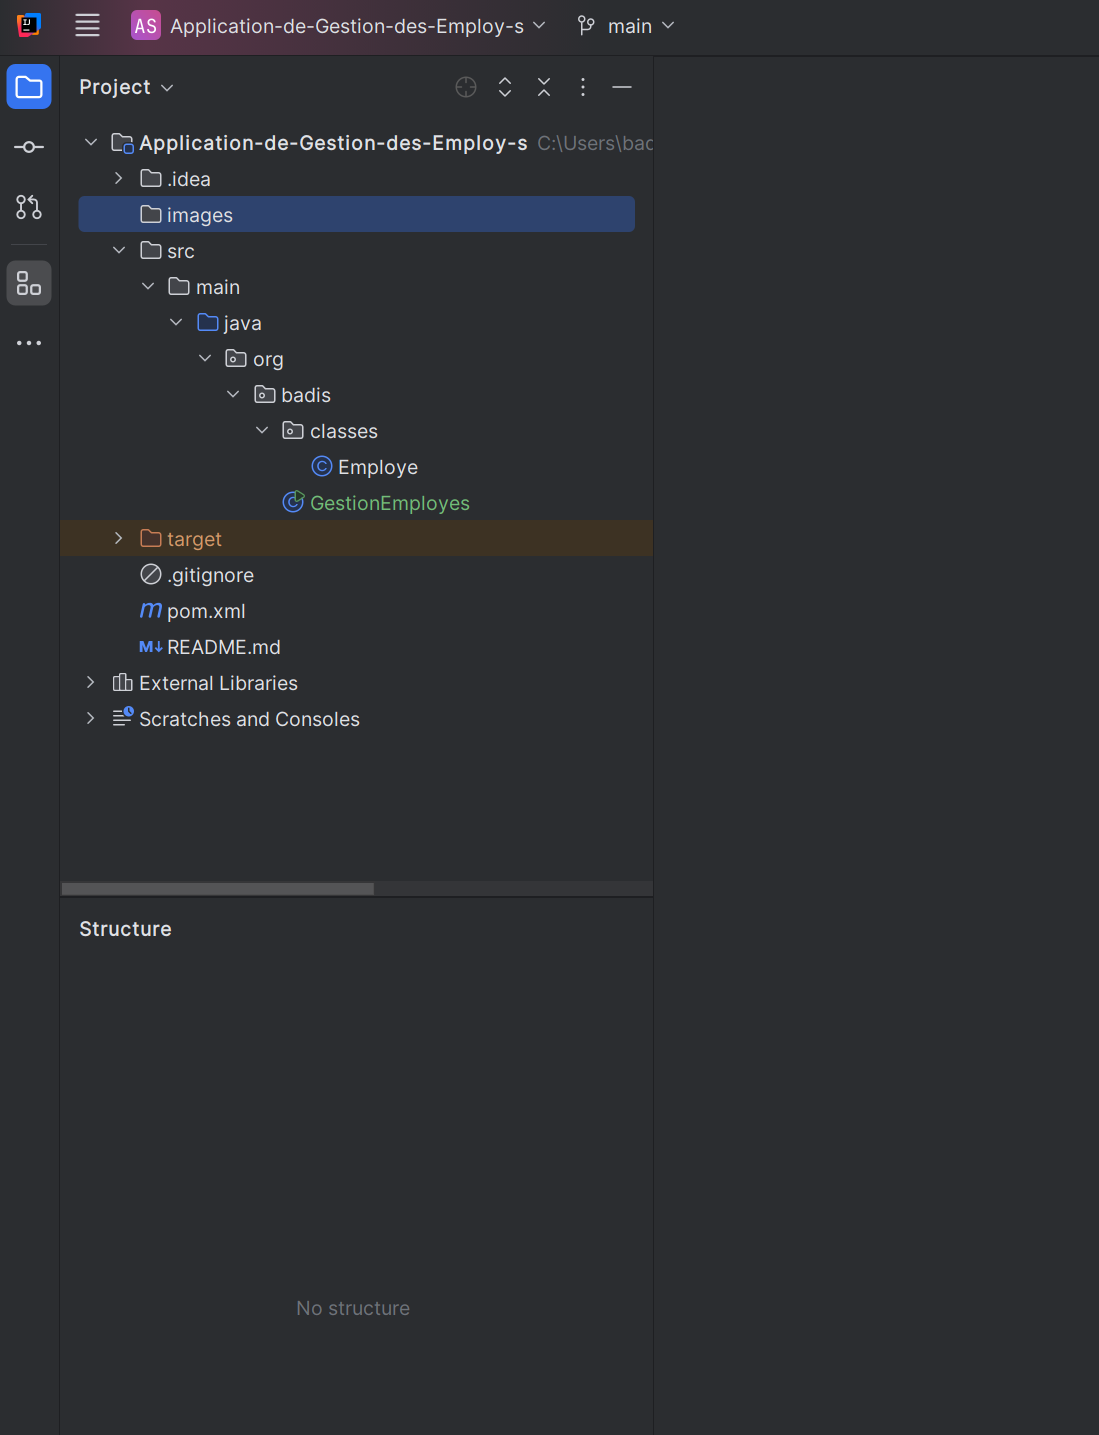 AS Application-de-Gestion-des-Employ-s main
Project
Application-de-Gestion-des-Employ-s C:\Users\bad
.idea
images
src
main
java
org
badis
classes
Employe
GestionEmployes
target
.gitignore
pom.xml
README.md
External Libraries
Scratches and Consoles
Structure
No structure